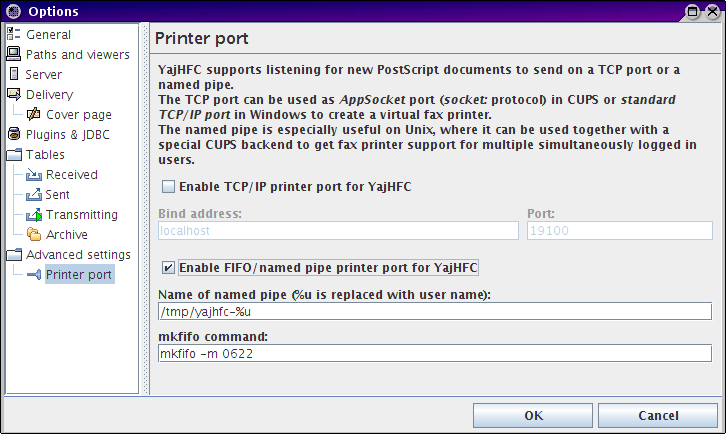 Options
General
Paths and viewers
Server
Delivery
Cover page
Plugins & JDBC
Tables
Received
Sent
Transmitting
Archive
Advanced settings
Printer port
Printer port
YajHFC supports listening for new PostScript documents to send on a TCP port or a
named pipe.
The TCP port can be used as AppSocket port (socket: protocol) in CUPS or standard
TCP/IP port in Windows to create a virtual fax printer.
The named pipe is especially useful on Unix, where it can be used together with a
special CUPS backend to get fax printer support for multiple simultaneously logged in
users.
Enable TCP/IP printer port for YajHFC
Bind address: Port:
localhost 19100
Enable FIFO/named pipe printer port for YajHFC
Name of named pipe (%u is replaced with user name):
/tmp/yajhfc-%u
mkfifo command:
mkfifo -m 0622
OK Cancel